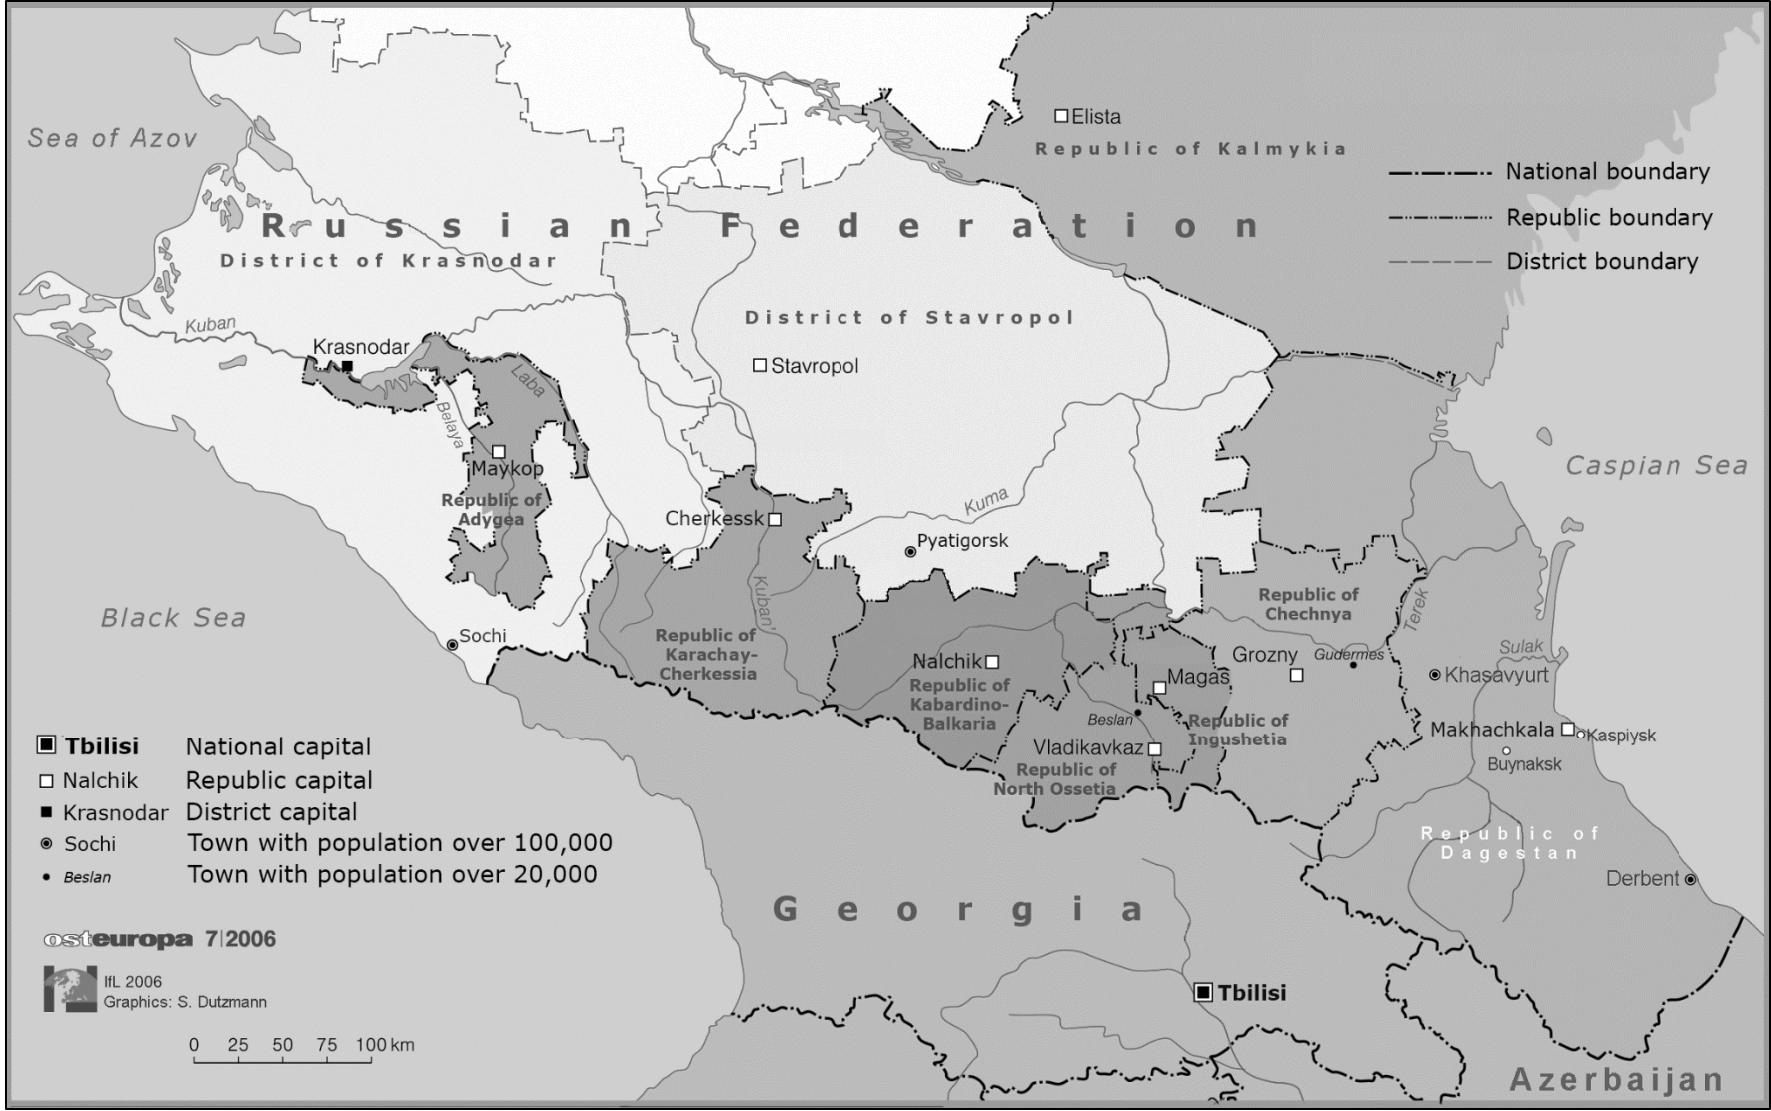 Elista
Republic of Kalmykia
Sea of Azov
National boundary
Republic boundary
District boundary
Russian Federation
District of Krasnodar
District of Stavropol
Kuban
Krasnodar
Stavropol
Laba
Belaya
Maykop
Republic of
Adygea
Caspian Sea
Kuma
Cherkessk
Pyatigorsk
Kuban'
Republic of
Chechnya
Terek
Black Sea
Sochi
Republic of
Karachay-
Cherkessia
Nalchik
Republic of
Kabardino-
Balkaria
Magas
Grozny
Gudermes
Sulak
Khasavyurt
Beslan
Republic of
Ingushetia
Vladikavkaz
Republic of
North Ossetia
Makhachkala
Kaspiysk
Buynaksk
Republic of
Dagestan
Derbent
Tbilisi National capital
Nalchik Republic capital
Krasnodar District capital
Sochi Town with population over 100,000
Beslan Town with population over 20,000
Georgia
osteuropa 7|2006
IfL 2006
Graphics: S. Dutzmann
Tbilisi
0 25 50 75 100 km
Azerbaijan